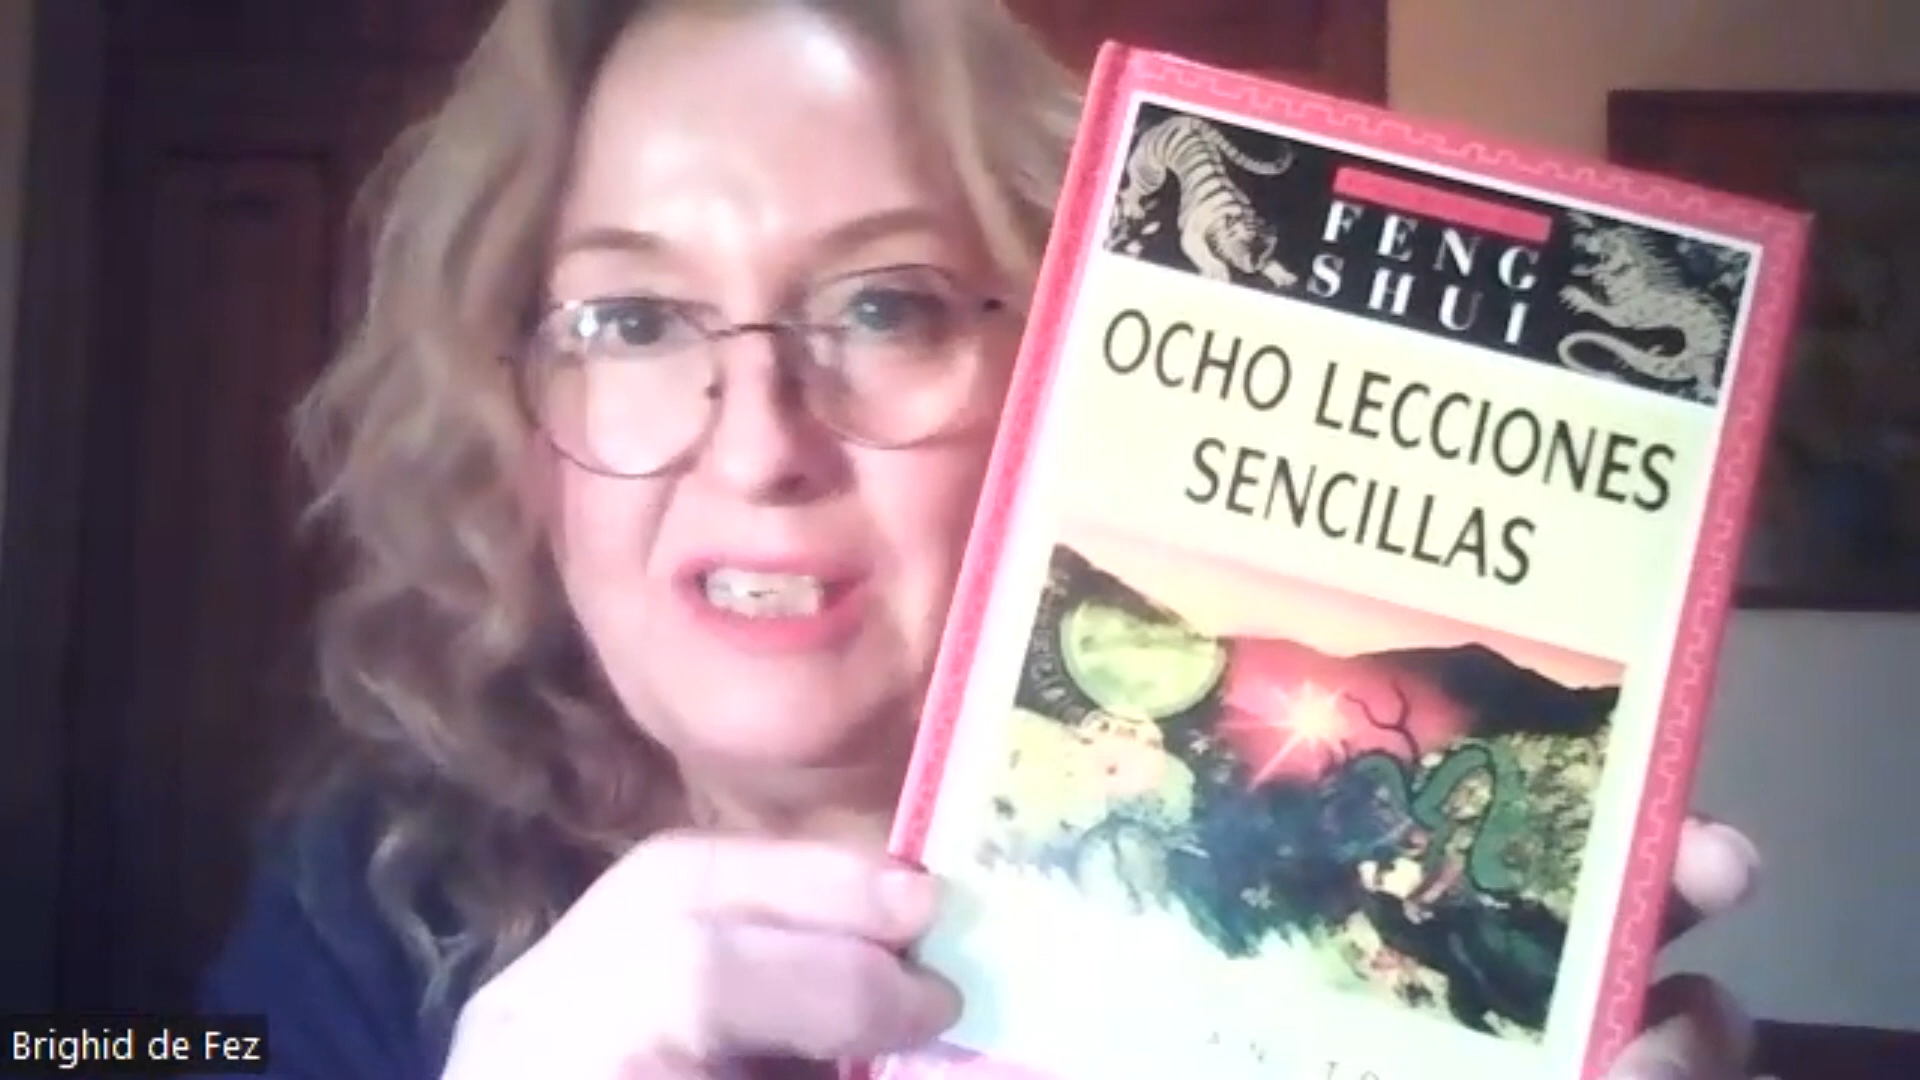 FENG
SHUI
OCHO LECCIONES
SENCILLAS
Brighid de Fez